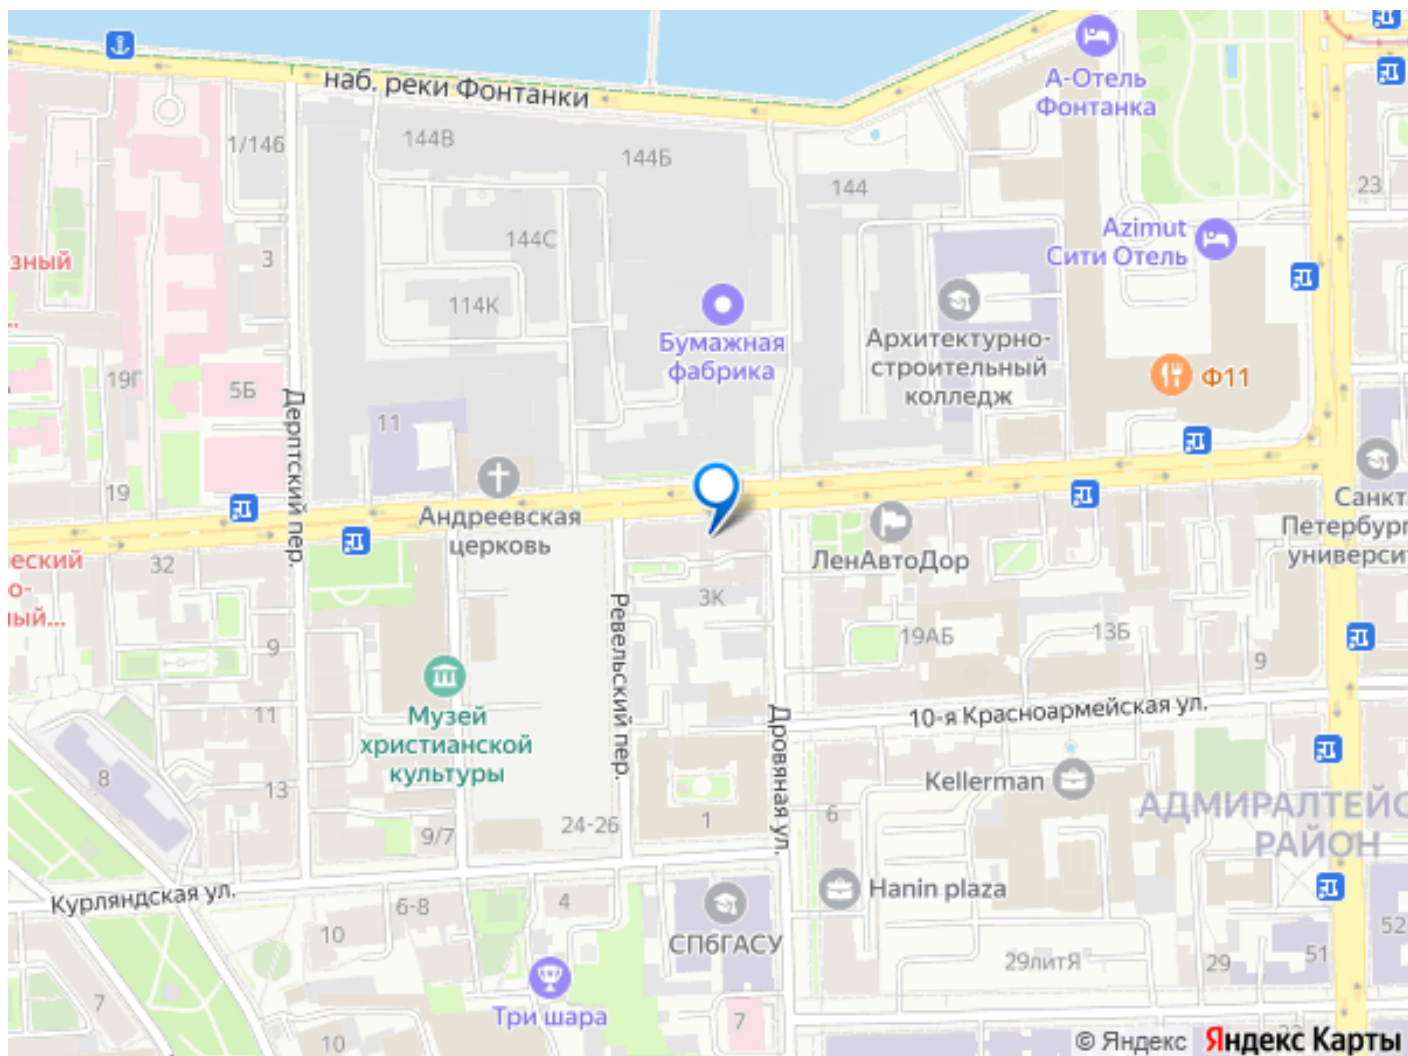 наб. реки Фонтанки
А-Отель
Фонтанка
1/146
144В
144Б
144
23
зный
...
3
144С
114К
Azimut
Сити Отель
Бумажная
фабрика
Архитектурно-
строительный
колледж
Ф11
19Г
5Б
11
Дерптский пер.
19
Андреевская
церковь
ЛенАвтоДор
Санкт
Петербург
универси
32
еский
о-
ый...
9
3К
19АБ
13Б
9
Ревельский пер.
Музей
христианской
культуры
11
10-я Красноармейская ул.
Дровяная ул.
8
13
Kellerman
АДМИРАЛТЕЙС
РАЙОН
9/7
24-26
1
6
Курляндская ул.
6-8
4
Hanin plaza
10
СПбГАСУ
52
7
29литЯ
29
51
Три шара
7
10
© Яндекс
Яндекс Карты